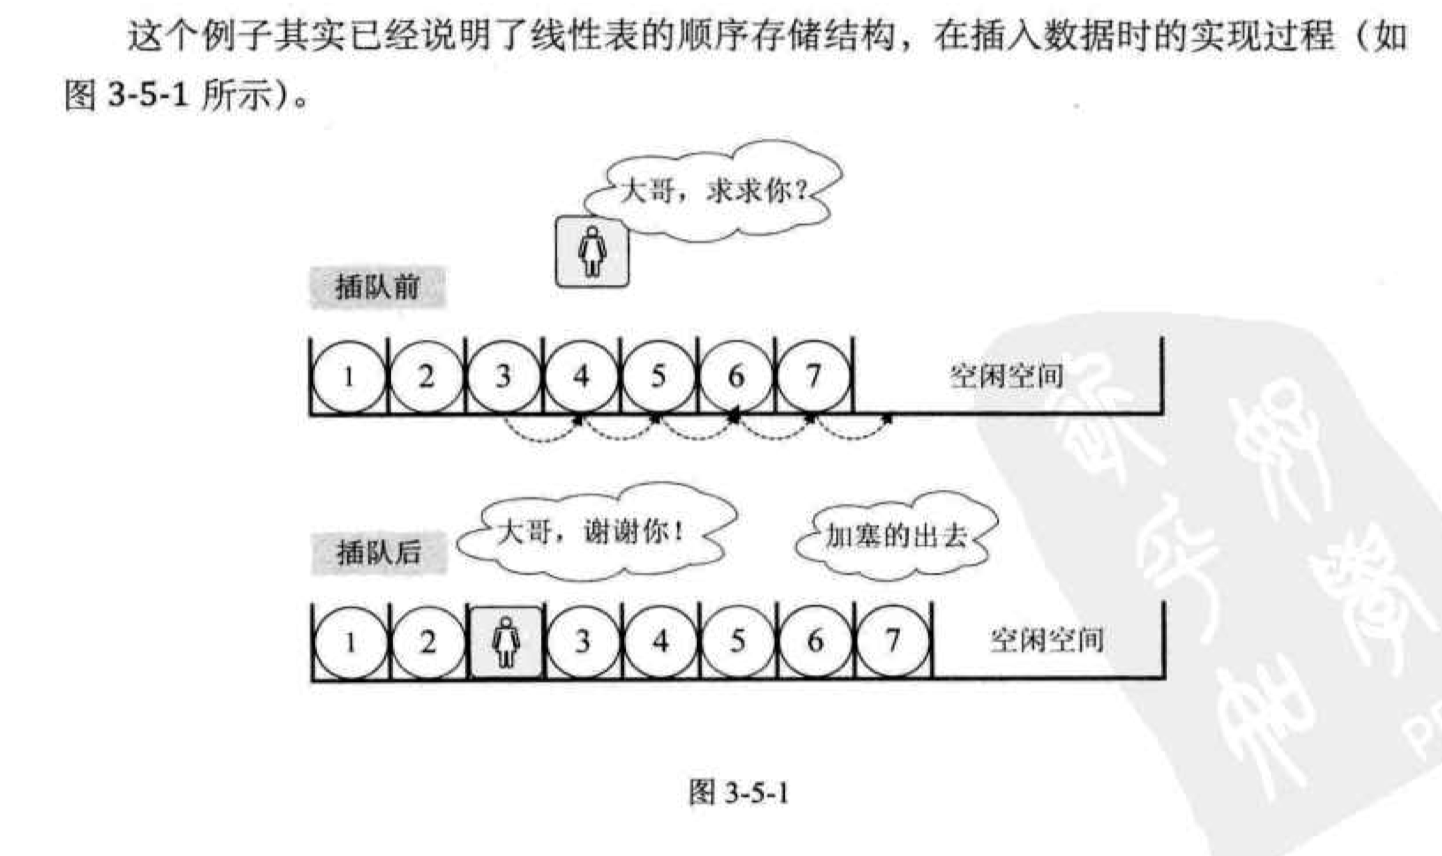 这个例子其实已经说明了线性表的顺序存储结构，在插入数据时的实现过程（如
图 3-5-1 所示）。
大哥，求求你？
插队前
1 2 3 4 5 6 7 空闲空间
大哥，谢谢你！
加塞的出去
插队后
1 2 3 4 5 6 7 空闲空间
图 3-5-1